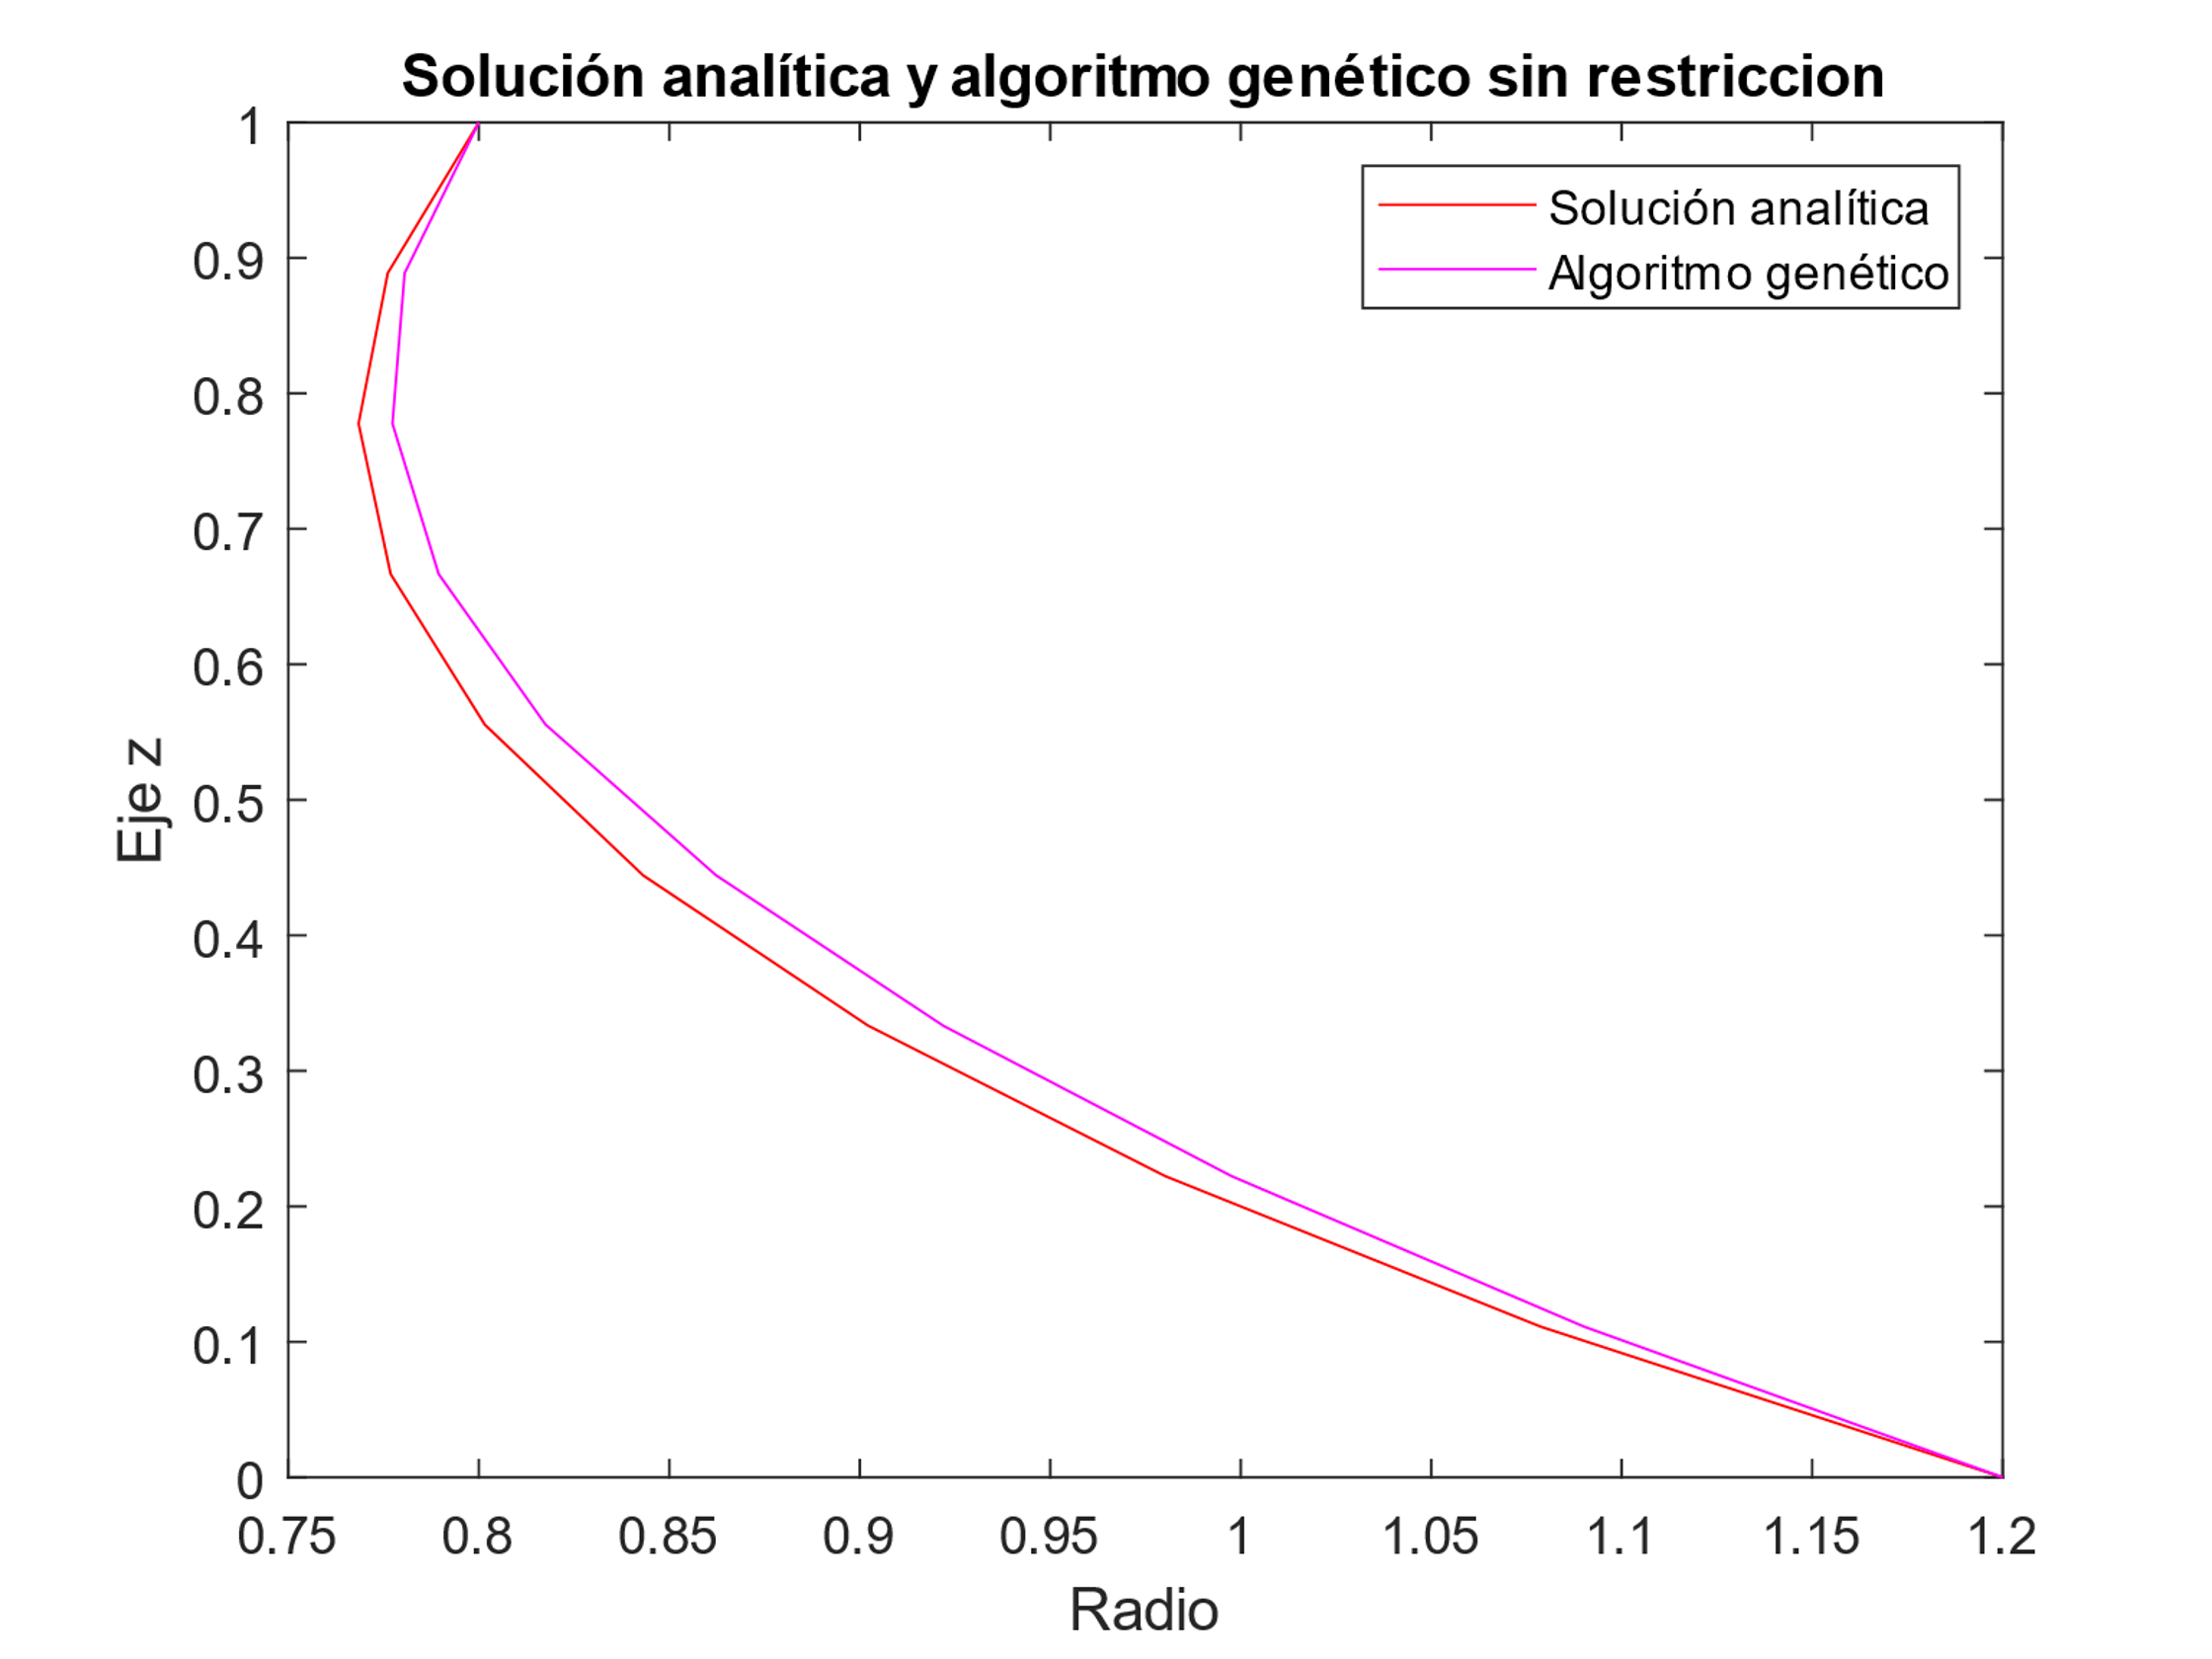 Solución analítica y algoritmo genético sin restriccion
1
0.9
0.8
0.7
0.6
0.5
0.4
0.3
0.2
0.1
0
Eje z
Solución analítica
Algoritmo genético
0.75 0.8 0.85 0.9 0.95 1 1.05 1.1 1.15 1.2
Radio